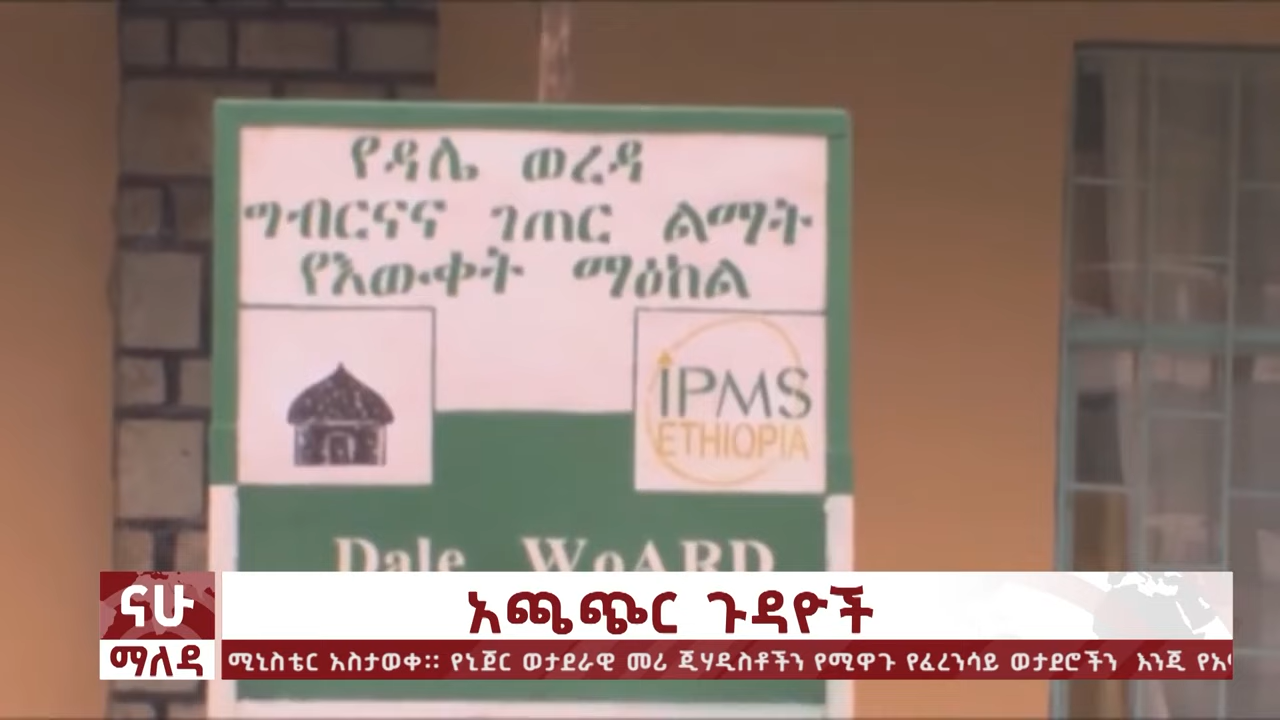 የዳሌ ወረዳ
ግብርናና ገጠር ልማት
የእውቀት ማዕከል
iPMS
ETHIOPIA
Dale WoARD
ናሁ
ማለዳ
አጫጭር ጉዳዮች
ሚኒስቴር አስታወቀ። የኒጀር ወታደራዊ መሪ ጂሃዲስቶችን የሚዋጉ የፈረንሳይ ወታደሮችን እንጂ